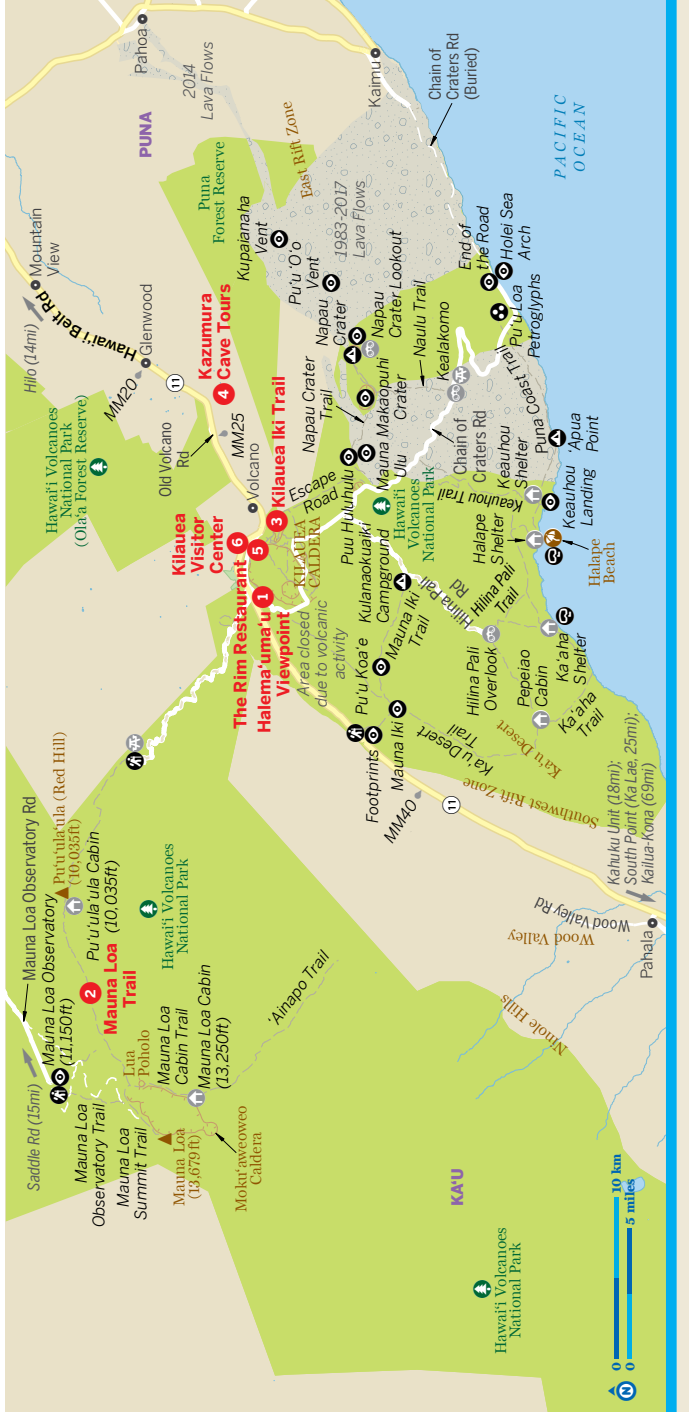 Saddle Rd (15mi)
Mauna Loa Observatory Rd
Mauna Loa Observatory
(11,150ft)
Mauna Loa
Observatory Trail
Mauna Loa
Summit Trail
Mauna Loa
(13,679ft)
Lua
Poholo
Moku‘aweoweo
Caldera
Mauna Loa
Cabin Trail
Mauna Loa Cabin
(13,250ft)
‘Ainapo Trail
2
Mauna Loa
Trail
Pu‘u‘ula‘ula (Red Hill)
(10,035ft)
Pu‘u‘ula‘ula Cabin
(10,035ft)
Hawai‘i Volcanoes
National Park
KA‘U
Hawai‘i Volcanoes
National Park
Ninole Hills
Wood Valley
Wood Valley Rd
Pahala
Kahuku Unit (18mi);
South Point (Ka Lae, 25mi);
Kailua-Kona (69mi)
Hilo (14mi)
Mountain
View
Hawai‘i Belt Rd
Glenwood
MM20
11
Old Volcano
Rd
MM25
Volcano
Hawai‘i Volcanoes
National Park
(Ola‘a Forest Reserve)
4
Kazumura
Cave Tours
3
Kilauea Iki Trail
6
Kilauea
Visitor
Center
5
The Rim Restaurant
1
Halema‘uma‘u
Viewpoint
KILAUEA
CALDERA
Area closed
due to volcanic
activity
Escape
Road
Puu Huluhulu
Mauna
Ulu
Napau Crater
Trail
Makaopuhi
Crater
Napau
Crater
Napau
Crater Lookout
Naulu Trail
Pu‘u ‘O‘o
Vent
Kupaianaha
Vent
Puna
Forest Reserve
East Rift Zone
1983-2017
Lava Flows
2014
Lava Flows
PUNA
Pahoa
Kaimu
Chain of
Craters Rd
(Buried)
PACIFIC
OCEAN
End of
the Road
Holei Sea
Arch
Pu‘u Loa
Petroglyphs
Kealakomo
Chain of
Craters Rd
Puna Coast Trail
‘Apua
Point
Keauhou
Shelter
Keauhou Trail
Keauhou
Landing
Halape
Shelter
Halape
Beach
Hawai‘i
Volcanoes
National Park
Kulanaokuaiki
Campground
Hilina Pali
Rd
Hilina Pali
Trail
Hilina Pali
Overlook
Pepeiao
Cabin
Ka‘aha
Shelter
Ka‘aha
Trail
Pu‘u Koa‘e
Mauna Iki
Trail
Footprints
Mauna Iki
Ka‘u Desert
Trail
Ka‘u Desert
Southwest Rift Zone
MM40
11
N
0
10 km
0
5 miles